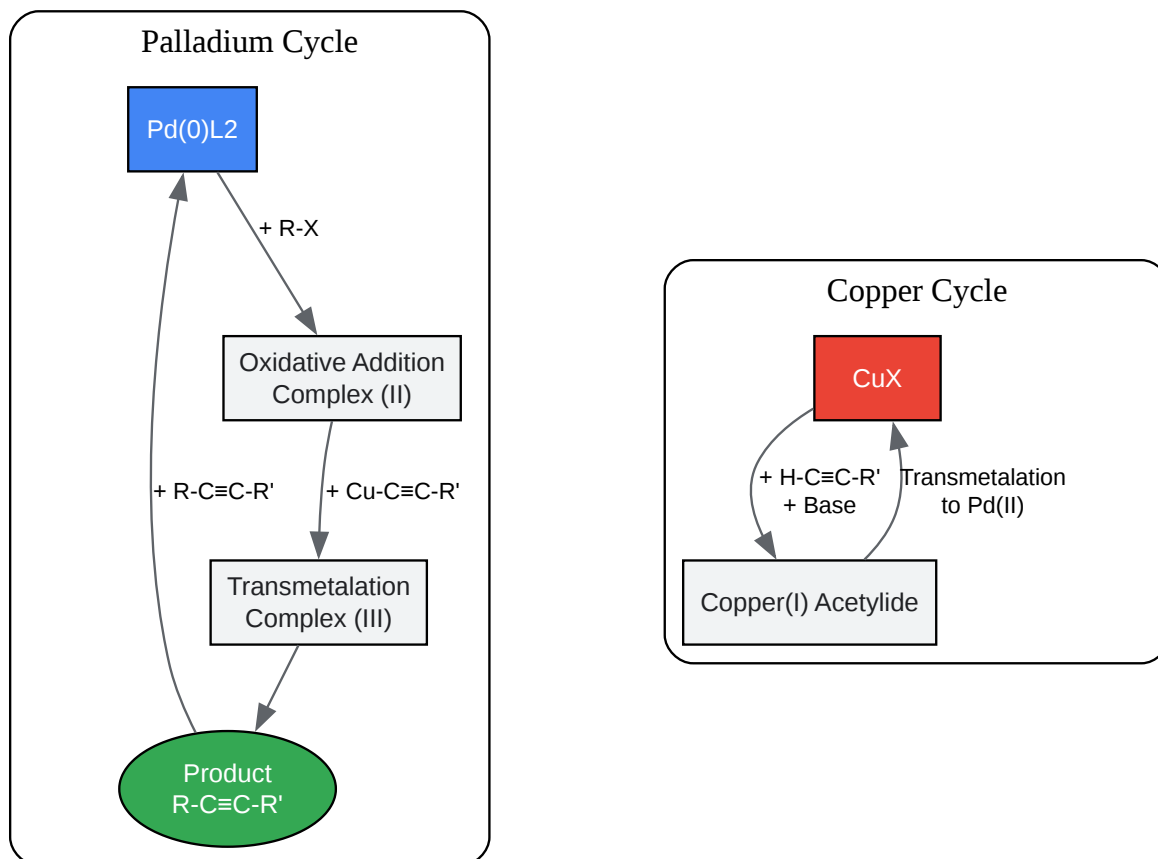 Palladium Cycle
Pd(0)L2
+ R-X
Oxidative Addition
Complex (II)
+ R-C≡C-R'
+ Cu-C≡C-R'
Transmetalation
Complex (III)
Product
R-C≡C-R'
Copper Cycle
CuX
+ H-C≡C-R'
+ Base
Transmetalation
to Pd(II)
Copper(I) Acetylide